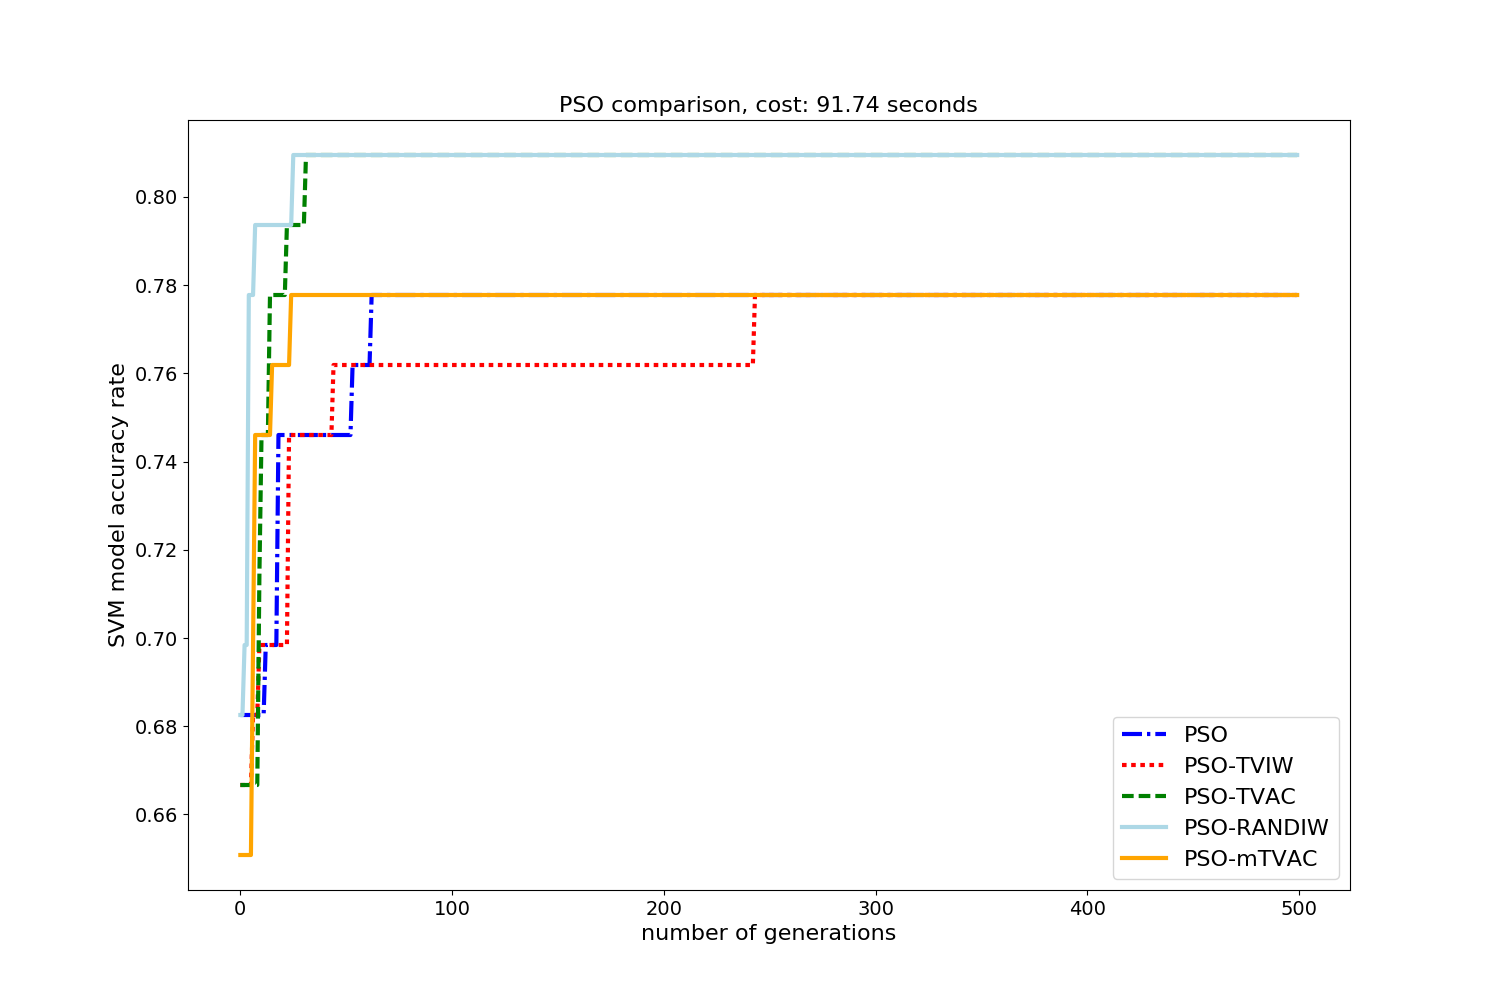 PSO comparison, cost: 91.74 seconds
SVM model accuracy rate
0.80
0.78
0.76
0.74
0.72
0.70
0.68
0.66
0 100 200 300 400 500
number of generations
PSO
PSO-TVIW
PSO-TVAC
PSO-RANDIW
PSO-mTVAC